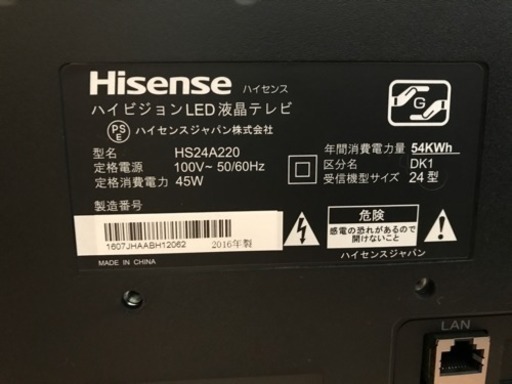 Hisense ハイセンス
ハイビジョンLED液晶テレビ
PS
E ハイセンスジャパン株式会社
G
型名 HS24A220
定格電源 100V~ 50/60Hz
定格消費電力 45W
年間消費電力量 54KWh
区分名 DK1
受信機型サイズ 24型
製造番号
1607JHAABH12062 2016年製
MADE IN CHINA
危険
感電の恐れがあるので
開けないこと
ハイセンスジャパン
LAN